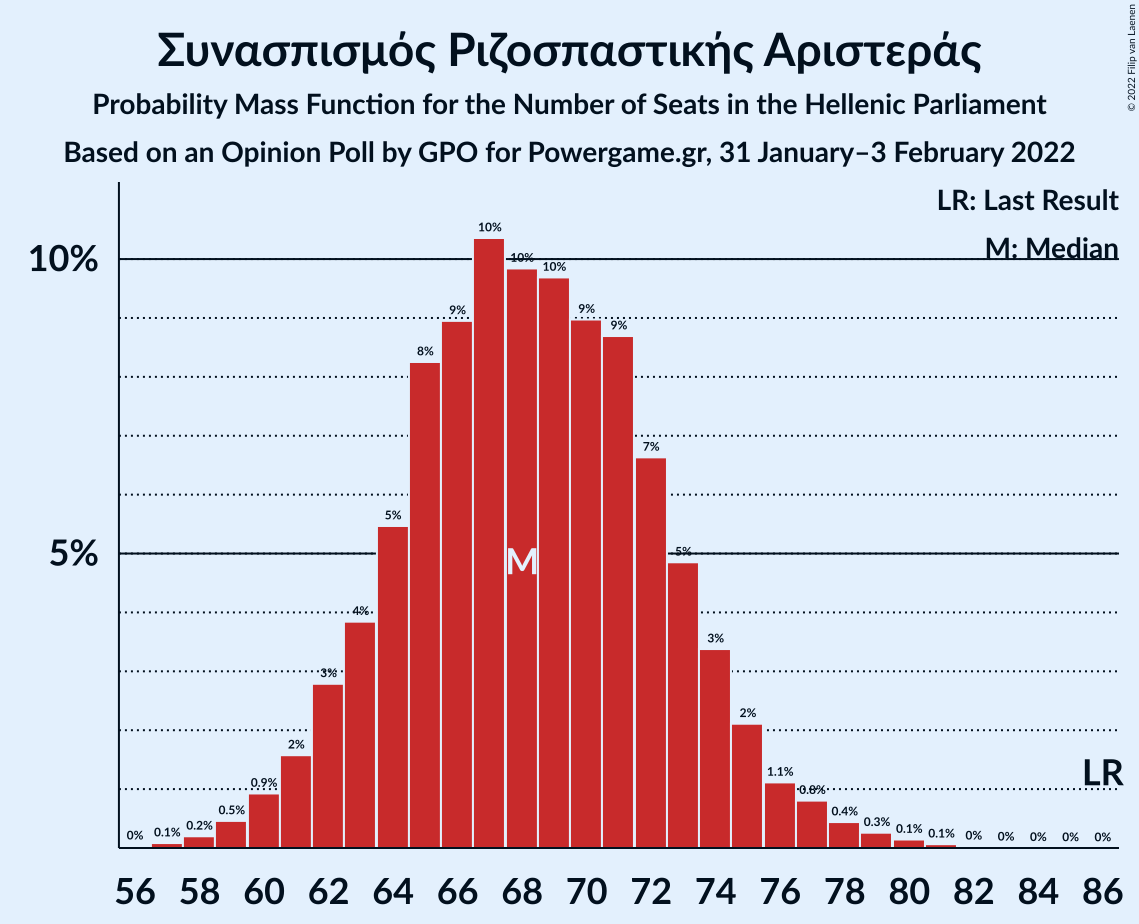 Συνασπισμός Ριζοσπαστικής Αριστεράς
Probability Mass Function for the Number of Seats in the Hellenic Parliament
Based on an Opinion Poll by GPO for Powergame.gr, 31 January–3 February 2022
© 2022 Filip van Laenen
LR: Last Result
M: Median
10%
5%
0% 0.1% 0.2% 0.5% 0.9% 2% 3% 4% 5% 8% 9% 10% 10% 10% 9% 9% 7% 5% 3% 2% 1.1% 0.8% 0.4% 0.3% 0.1% 0.1% 0% 0% 0% 0% 0%
M
LR
56 58 60 62 64 66 68 70 72 74 76 78 80 82 84 86